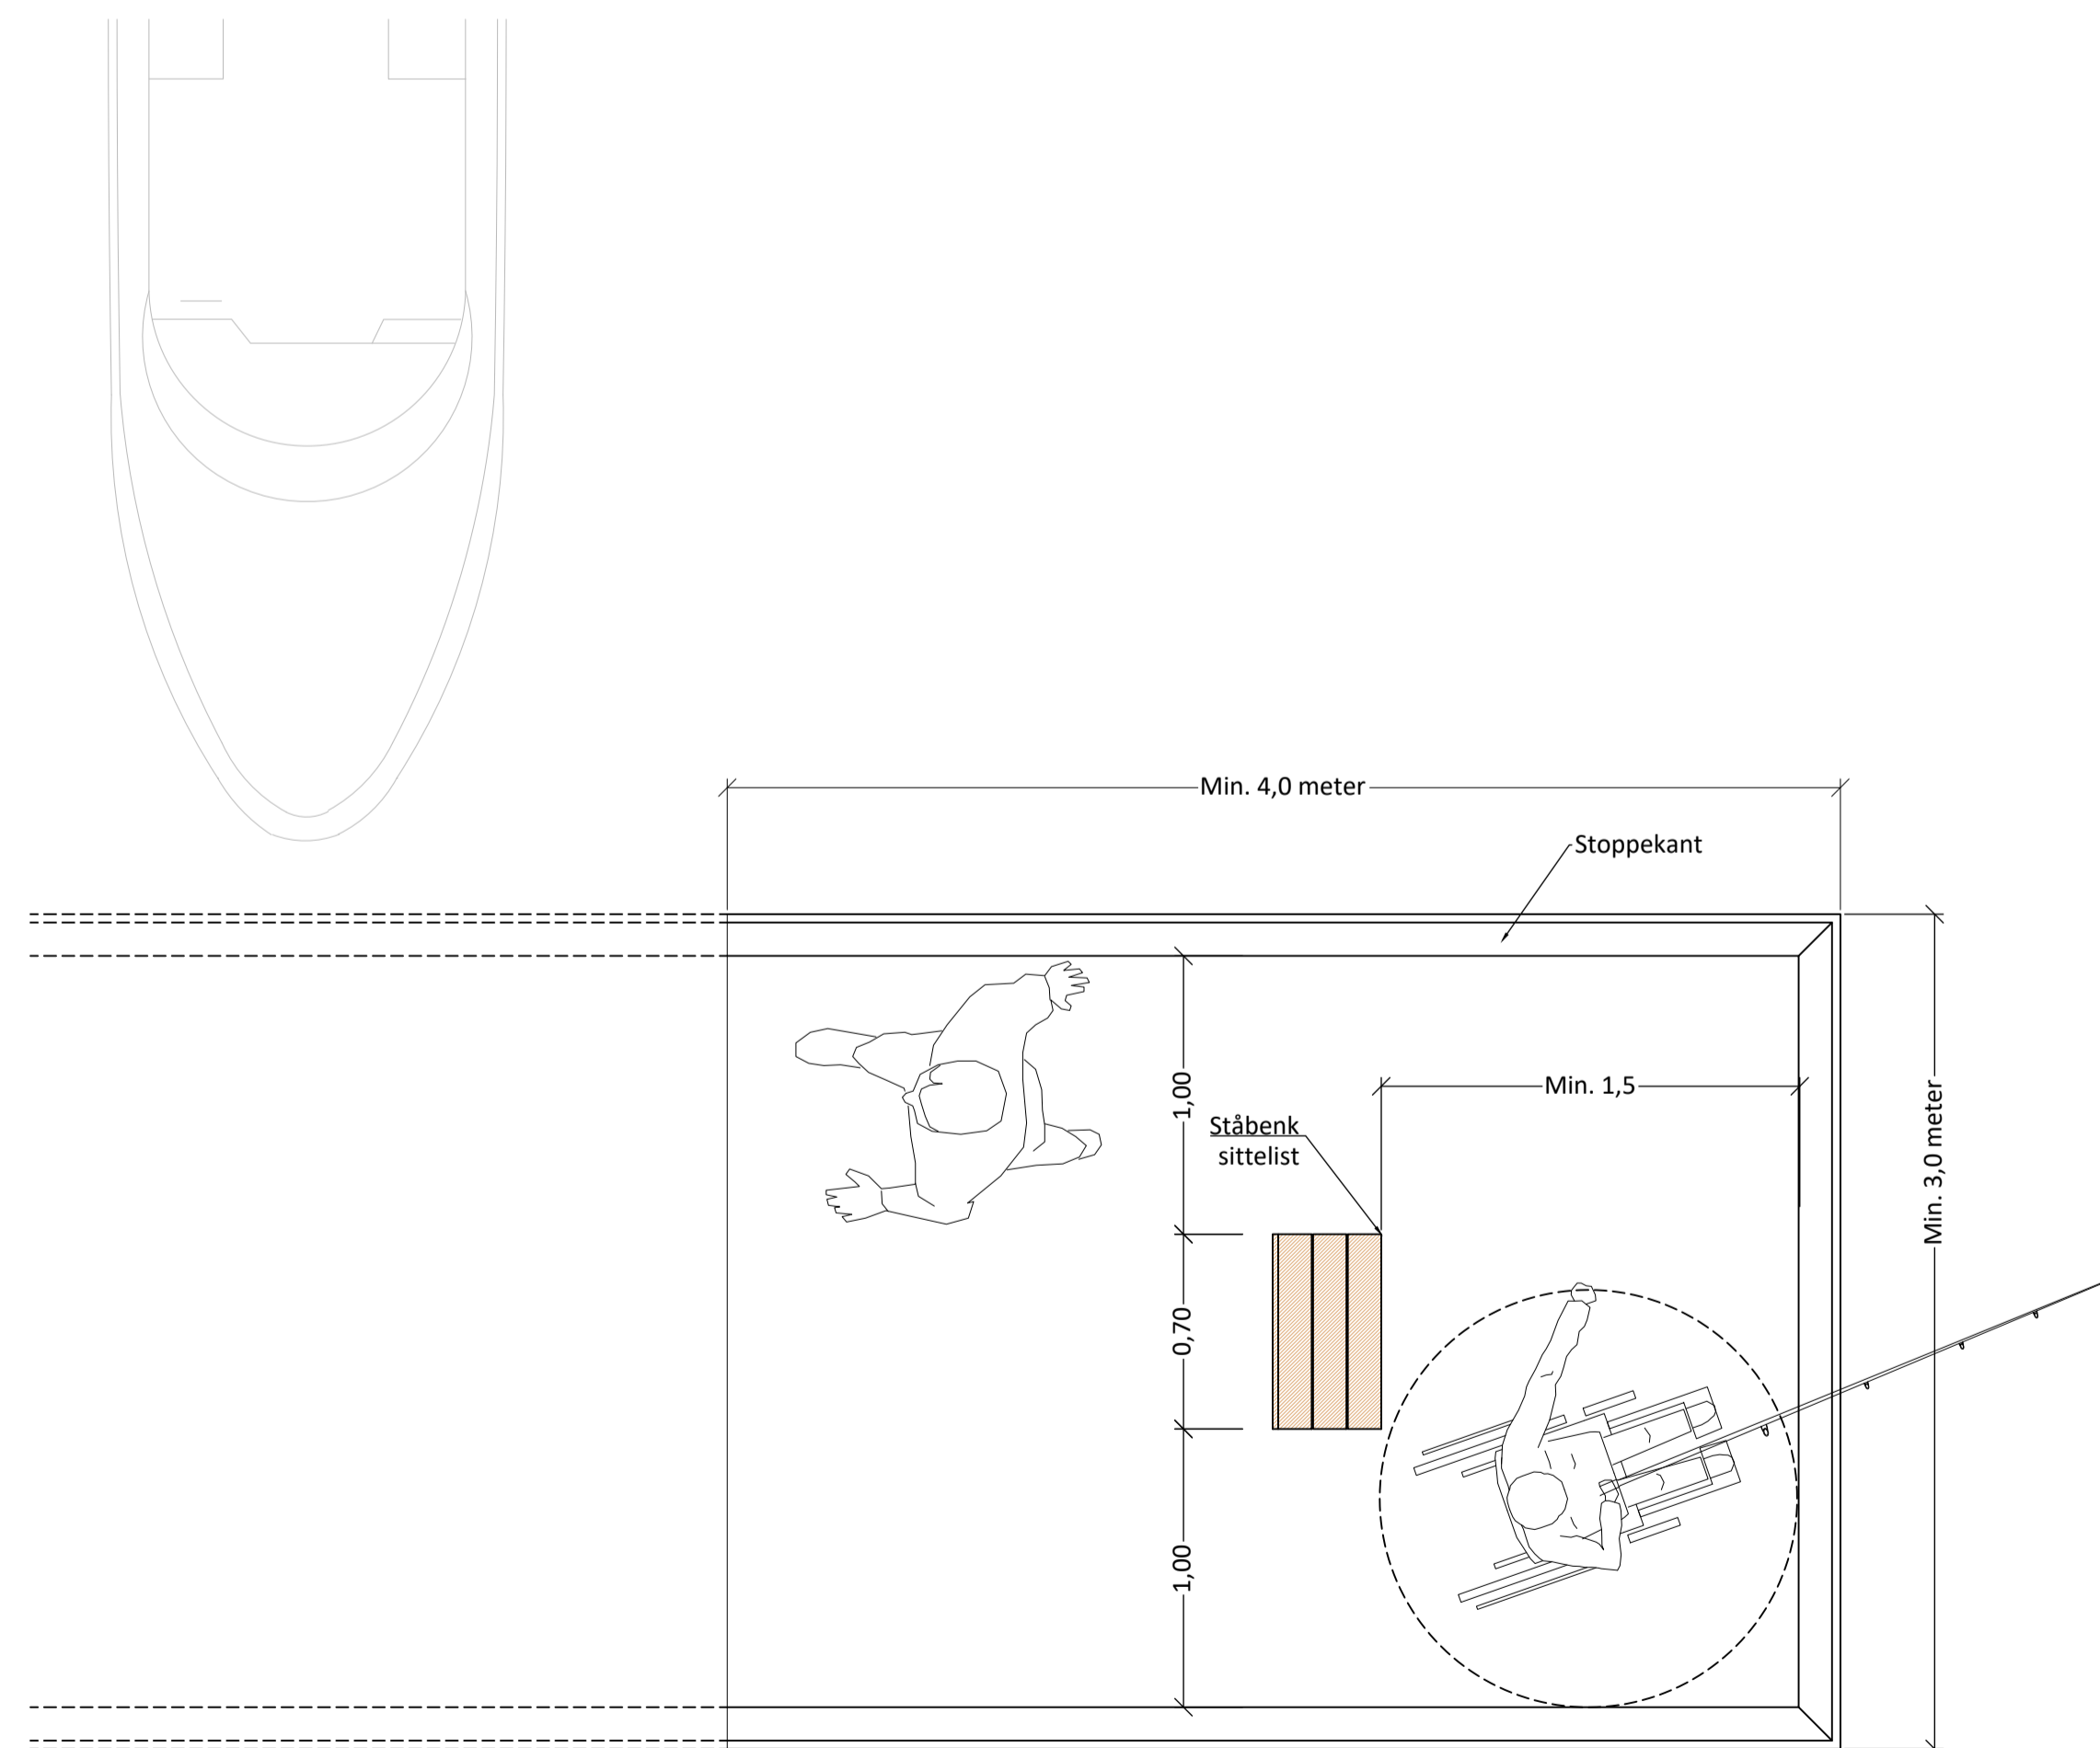 Min. 4,0 meter
Stoppekant
1,00
Min. 1,5
Min. 3,0 meter
Ståbenk
sittelist
0,70
1,00